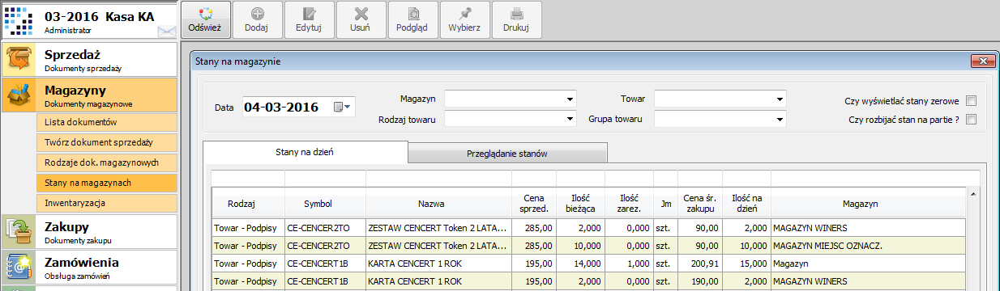 03-2016 Kasa KA
Administrator
Odśwież
Dodaj
Edytuj
Usuń
Podgląd
Wybierz
Drukuj
Sprzedaż
Dokumenty sprzedaży
Magazyny
Dokumenty magazynowe
Lista dokumentów
Twórz dokument sprzedaży
Rodzaje dok. magazynowych
Stany na magazynach
Inwentaryzacja
Zakupy
Dokumenty zakupu
Zamówienia
Obsługa zamówień
Stany na magazynie
Data 04-03-2016
Magazyn
Towar
Czy wyświetlać stany zerowe
Rodzaj towaru
Grupa towaru
Czy rozbijać stan na partie ?
Stany na dzień
Przeglądanie stanów
Rodzaj Symbol Nazwa Cena sprzed. Ilość bieżąca Ilość zarez. Jm Cena śr. zakupu Ilość na dzień Magazyn
Towar - Podpisy CE-CENCER2TO ZESTAW CENCERT Token 2 LATA... 285,00 2,000 0,000 szt. 90,00 2,000 MAGAZYN WINERS
Towar - Podpisy CE-CENCER2TO ZESTAW CENCERT Token 2 LATA... 285,00 10,000 0,000 szt. 90,00 10,000 MAGAZYN MIEJSC OZNACZ.
Towar - Podpisy CE-CENCERT1B KARTA CENCERT 1 ROK 195,00 14,000 1,000 szt. 200,91 15,000 Magazyn
Towar - Podpisy CE-CENCERT1B KARTA CENCERT 1 ROK 195,00 2,000 0,000 szt. 190,00 2,000 MAGAZYN WINERS